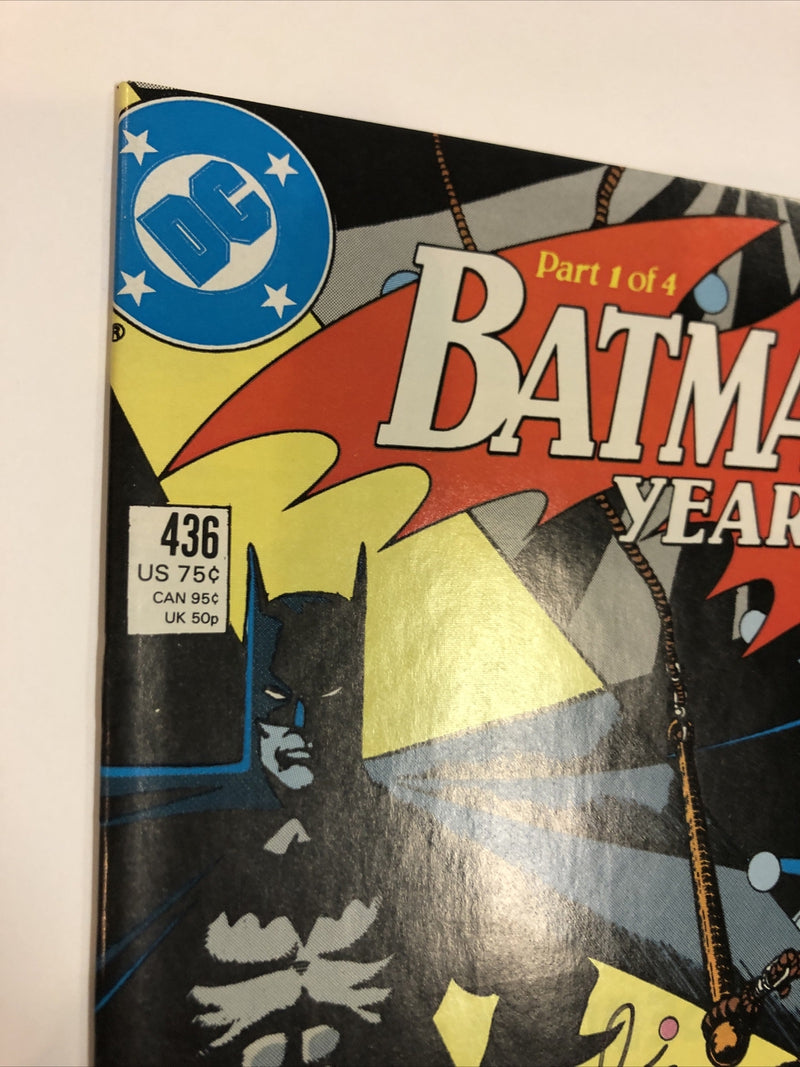 DC
®
Part 1 of 4
BATMA
YEAR
436
US 75¢
CAN 95¢
UK 50p